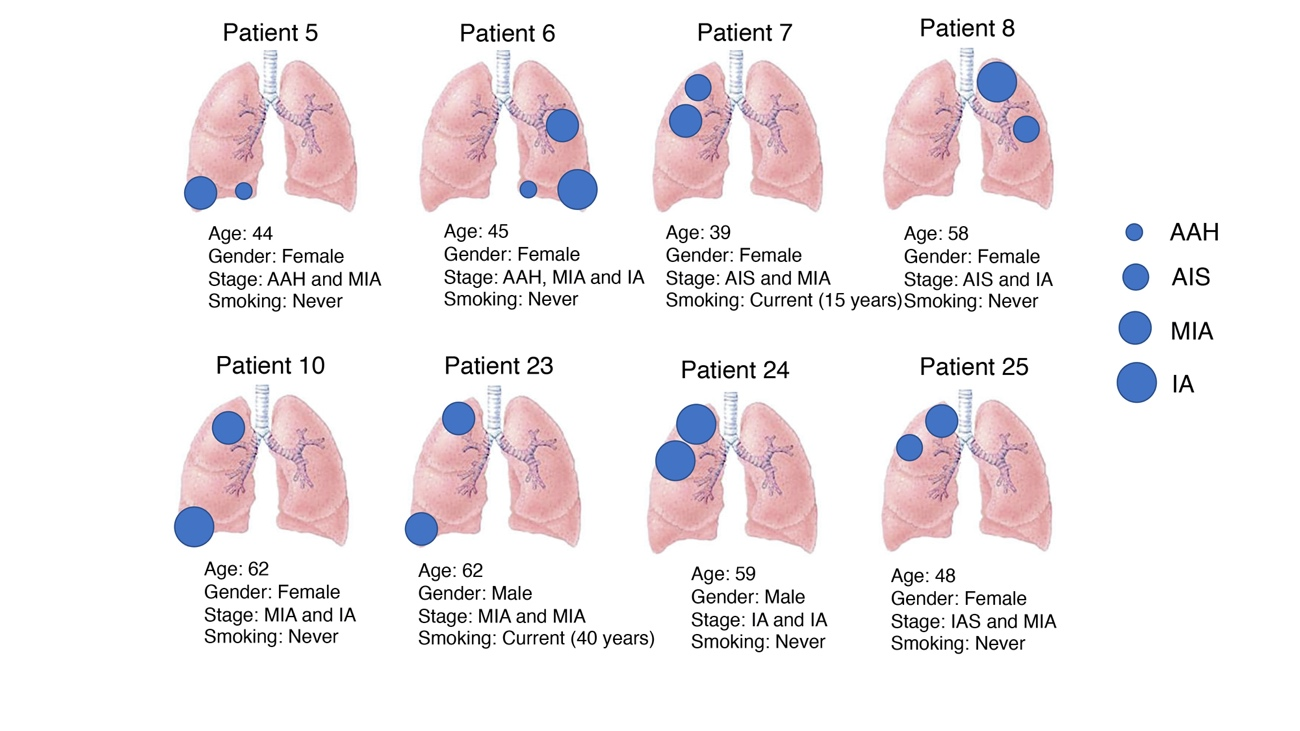 Patient 5
Age: 44
Gender: Female
Stage: AAH and MIA
Smoking: Never
Patient 6
Age: 45
Gender: Female
Stage: AAH, MIA and IA
Smoking: Never
Patient 7
Age: 39
Gender: Female
Stage: AIS and MIA
Smoking: Current (15 years)
Patient 8
Age: 58
Gender: Female
Stage: AIS and IA
Smoking: Never
Patient 10
Age: 62
Gender: Female
Stage: MIA and IA
Smoking: Never
Patient 23
Age: 62
Gender: Male
Stage: MIA and MIA
Smoking: Current (40 years)
Patient 24
Age: 59
Gender: Male
Stage: IA and IA
Smoking: Never
Patient 25
Age: 48
Gender: Female
Stage: IAS and MIA
Smoking: Never
AAH
AIS
MIA
IA